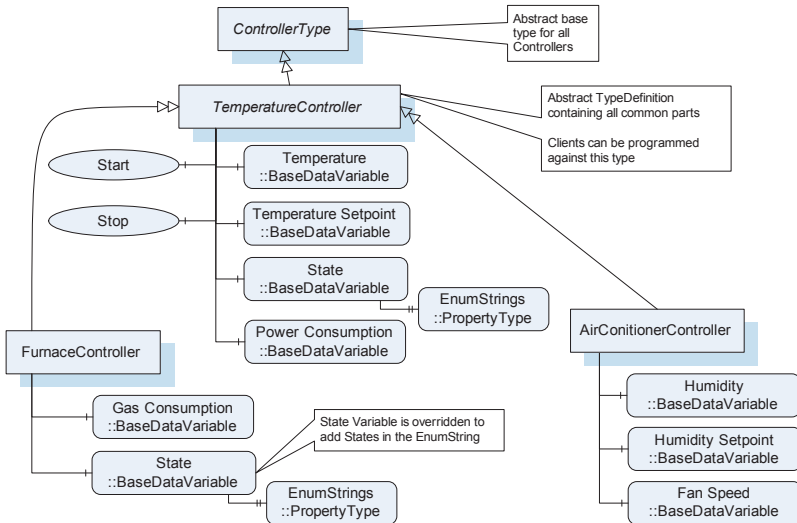 ControllerType
Abstract base
type for all
Controllers
TemperatureController
Abstract TypeDefinition
containing all common parts
Clients can be programmed
against this type
Start
Temperature
::BaseDataVariable
Stop
Temperature Setpoint
::BaseDataVariable
State
::BaseDataVariable
EnumStrings
::PropertyType
Power Consumption
::BaseDataVariable
FurnaceController
AirConitionerController
Gas Consumption
::BaseDataVariable
State Variable is overridden to
add States in the EnumString
State
::BaseDataVariable
EnumStrings
::PropertyType
Humidity
::BaseDataVariable
Humidity Setpoint
::BaseDataVariable
Fan Speed
::BaseDataVariable